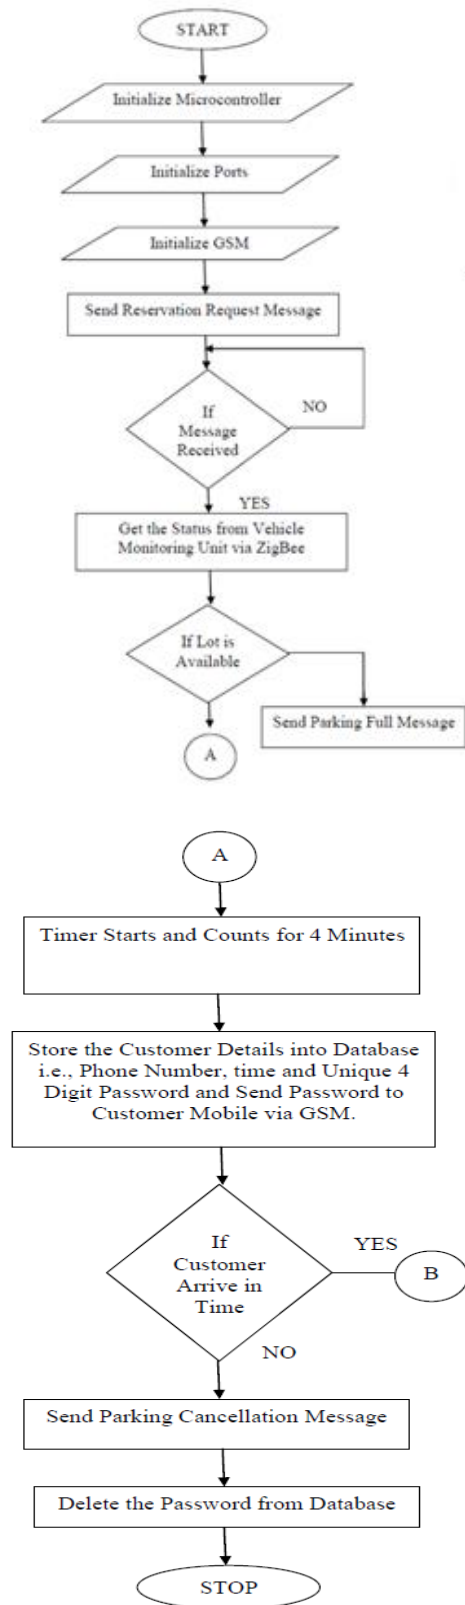 START
Initialize Microcontroller
Initialize Ports
Initialize GSM
Send Reservation Request Message
If
Message
Received
NO
YES
Get the Status from Vehicle
Monitoring Unit via ZigBee
If Lot is
Available
Send Parking Full Message
A
A
Timer Starts and Counts for 4 Minutes
Store the Customer Details into Database
i.e., Phone Number, time and Unique 4
Digit Password and Send Password to
Customer Mobile via GSM.
If
Customer
Arrive in
Time
YES
B
NO
Send Parking Cancellation Message
Delete the Password from Database
STOP